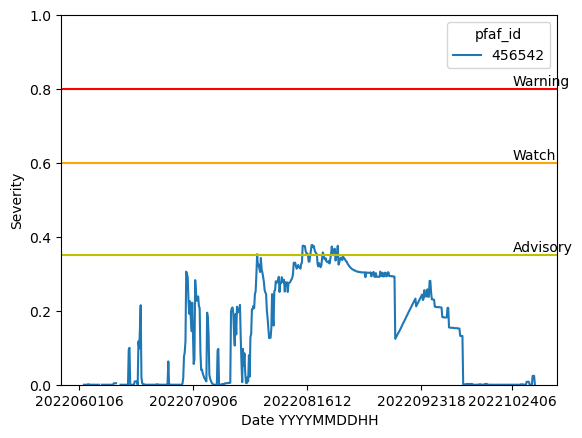 1.0
pfaf_id
456542
0.8
Warning
0.6
Watch
Severity
0.4
Advisory
0.2
0.0
2022060106
2022070906
2022081612
2022092318
2022102406
Date YYYYMMDDHH